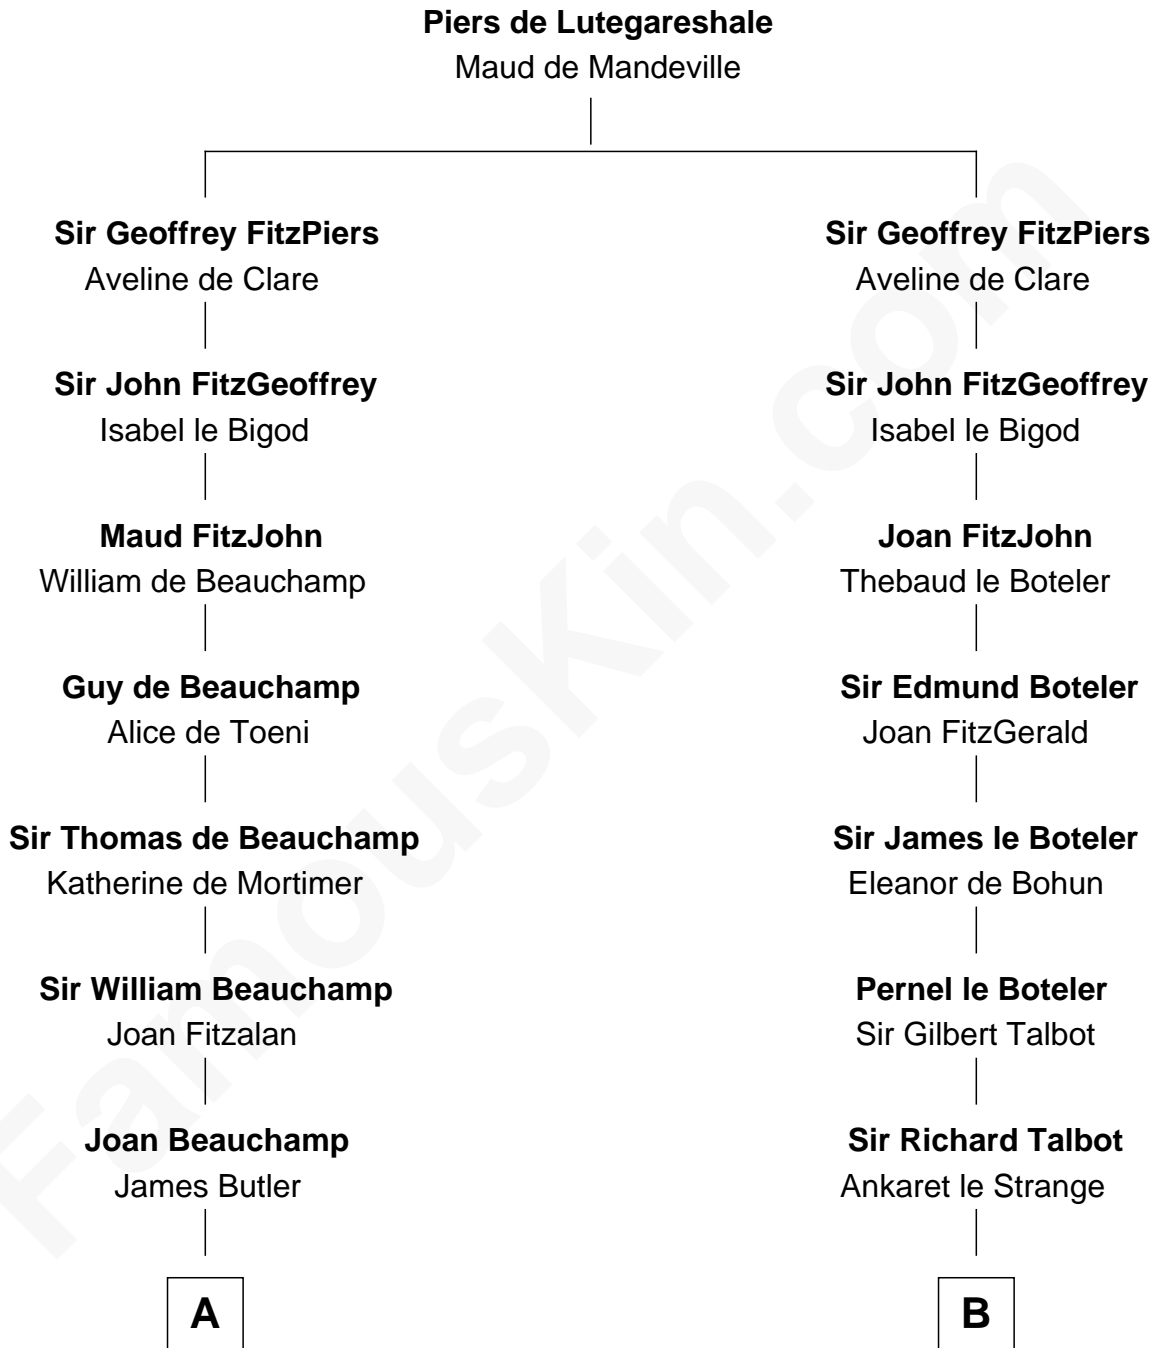 Piers de Lutegareshale
Maud de Mandeville
Sir Geoffrey FitzPiers
Aveline de Clare
Sir John FitzGeoffrey
Isabel le Bigod
Maud FitzJohn
William de Beauchamp
Guy de Beauchamp
Alice de Toeni
Sir Thomas de Beauchamp
Katherine de Mortimer
Sir William Beauchamp
Joan Fitzalan
Joan Beauchamp
James Butler
A
Sir Geoffrey FitzPiers
Aveline de Clare
Sir John FitzGeoffrey
Isabel le Bigod
Joan FitzJohn
Thebaud le Boteler
Sir Edmund Boteler
Joan FitzGerald
Sir James le Boteler
Eleanor de Bohun
Pernel le Boteler
Sir Gilbert Talbot
Sir Richard Talbot
Ankaret le Strange
B
FamousKin.com